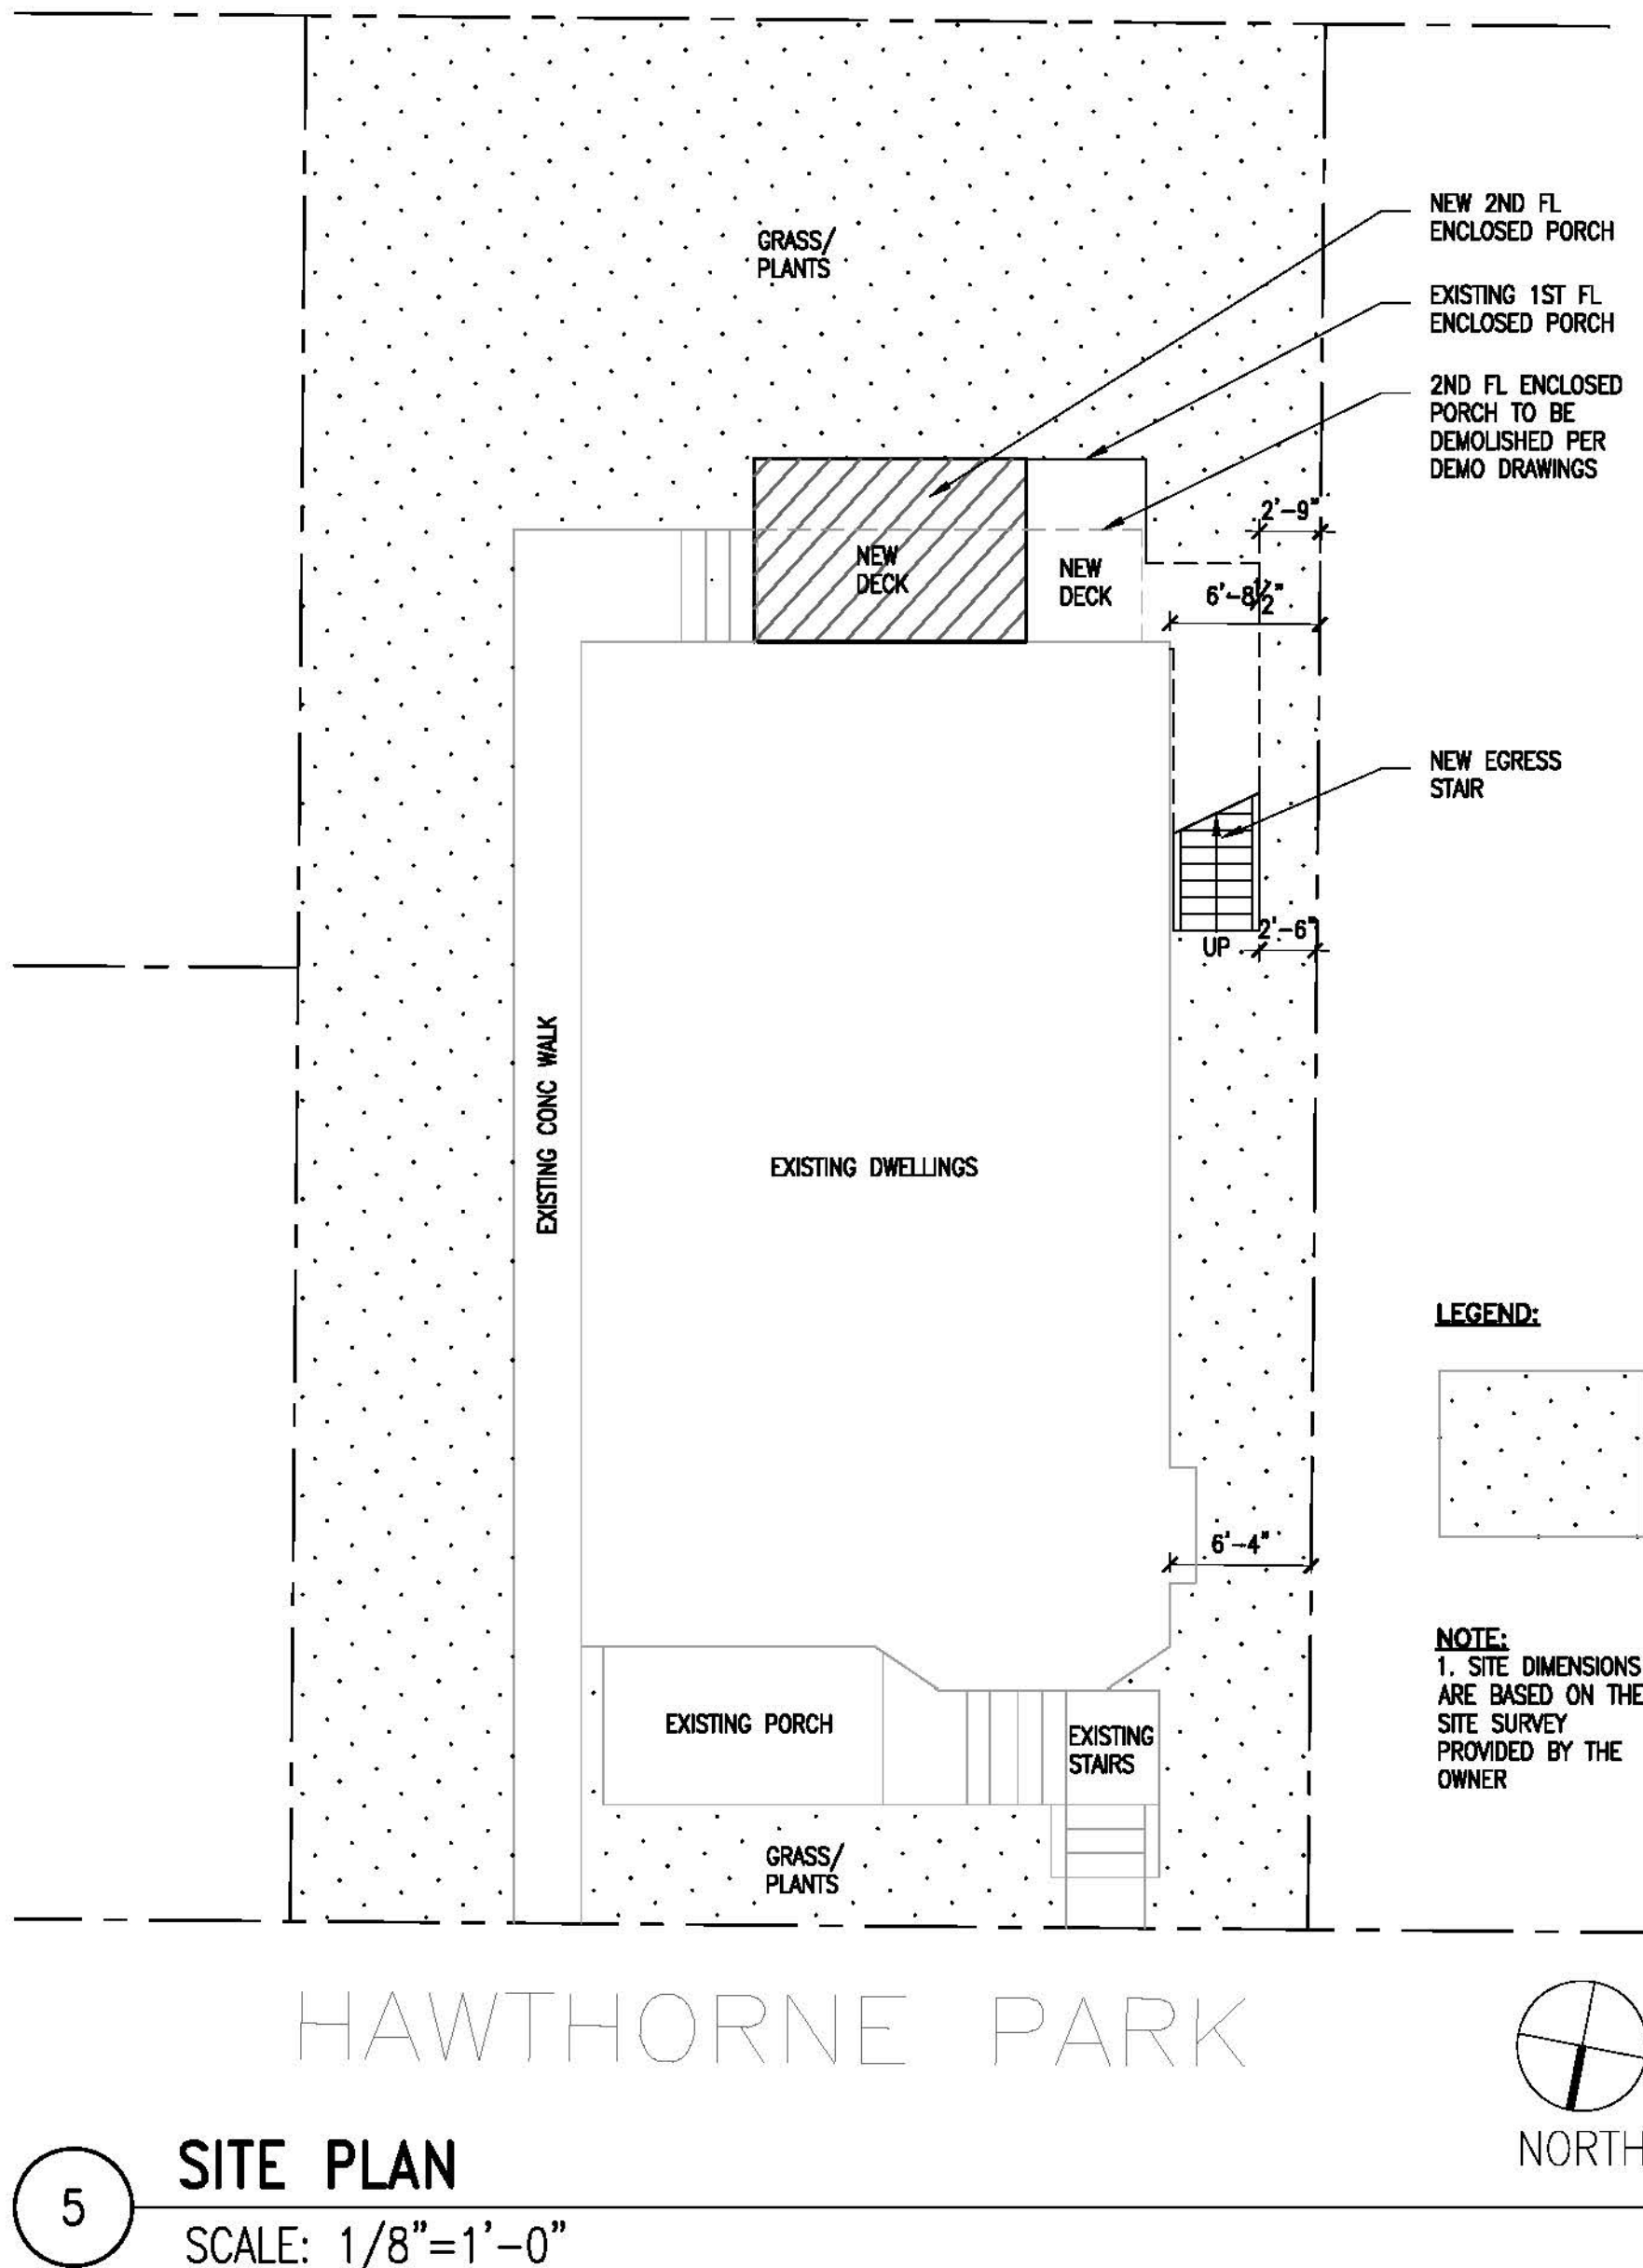 NEW 2ND FL
ENCLOSED PORCH
GRASS/
PLANTS
EXISTING 1ST FL
ENCLOSED PORCH
2ND FL ENCLOSED
PORCH TO BE
DEMOLISHED PER
DEMO DRAWINGS
2'-9"
NEW
DECK
NEW
DECK
6'-8½"
NEW EGRESS
STAIR
2'-6"
UP
EXISTING CONC WALK
EXISTING DWELLINGS
LEGEND:
6'-4"
NOTE:
1. SITE DIMENSIONS
ARE BASED ON THE
SITE SURVEY
PROVIDED BY THE
OWNER
EXISTING PORCH
EXISTING
STAIRS
GRASS/
PLANTS
HAWTHORNE PARK
NORTH
5
SITE PLAN
SCALE: 1/8"=1'-0"